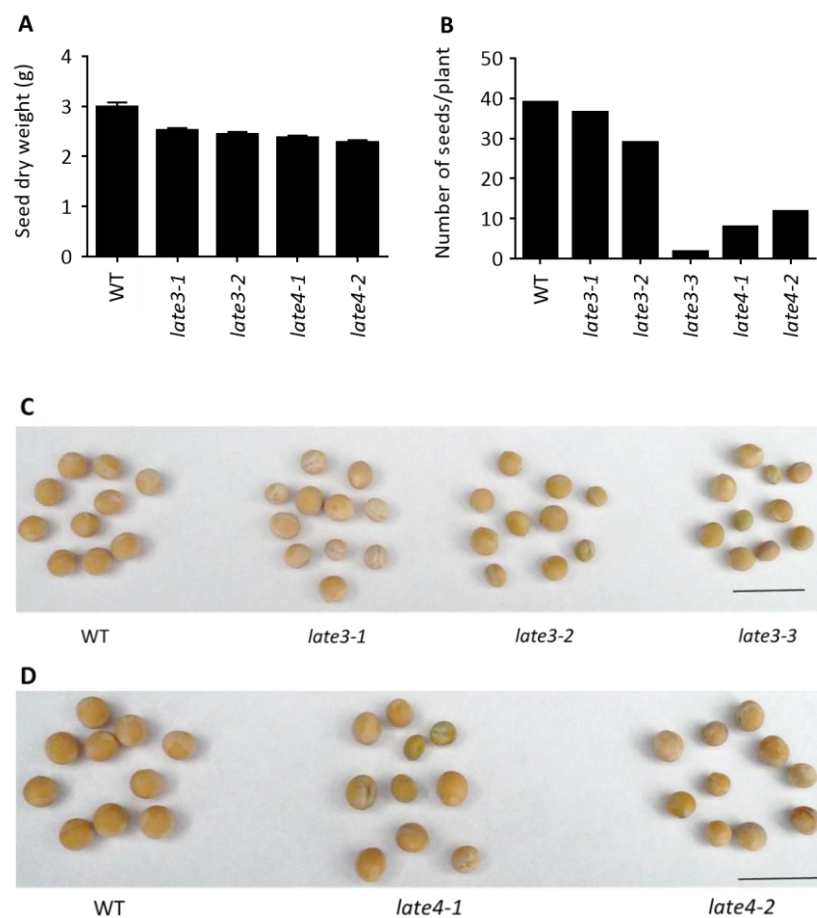 A
Seed dry weight (g)
4
3
2
1
0
WT
late3-1
late3-2
late4-1
late4-2
B
Number of seeds/plant
50
40
30
20
10
0
WT
late3-1
late3-2
late3-3
late4-1
late4-2
C
WT late3-1 late3-2 late3-3
D
WT late4-1 late4-2